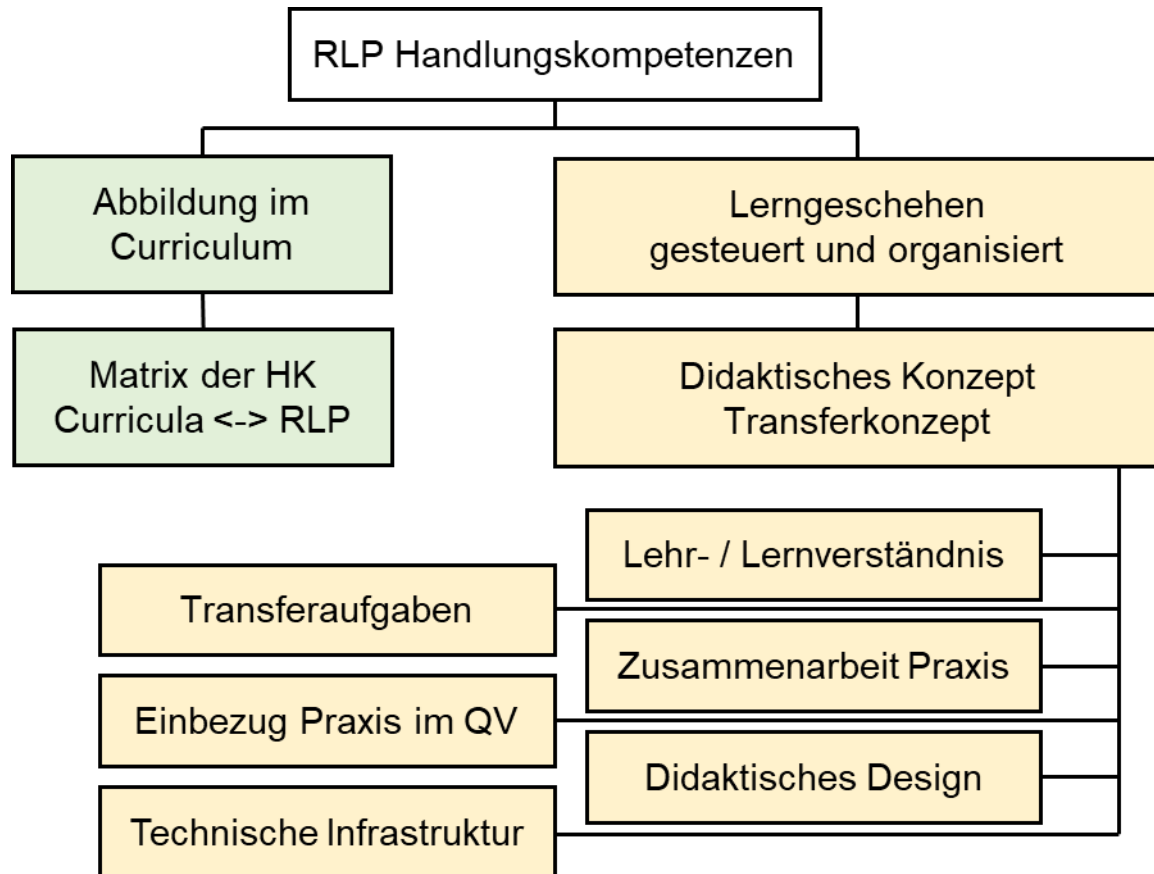 RLP Handlungskompetenzen
Abbildung im
Curriculum
Lerngeschehen
gesteuert und organisiert
Matrix der HK
Curricula <-> RLP
Didaktisches Konzept
Transferkonzept
Lehr- / Lernverständnis
Transferaufgaben
Zusammenarbeit Praxis
Einbezug Praxis im QV
Didaktisches Design
Technische Infrastruktur